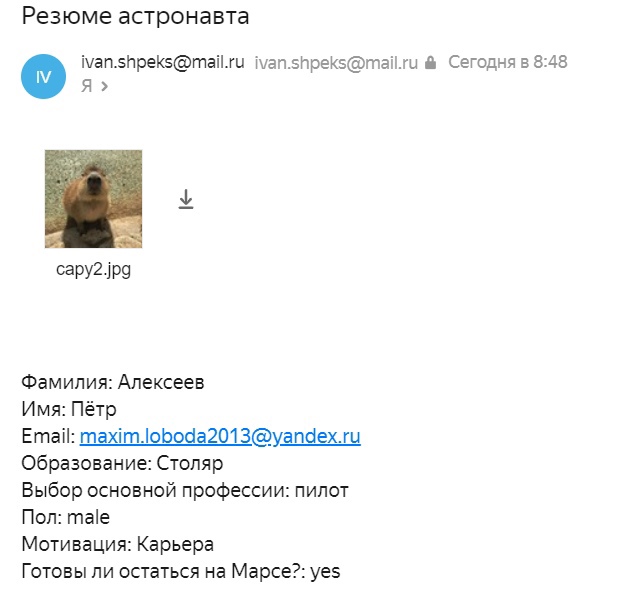 Резюме астронавта
IV
ivan.shpeks@mail.ru ivan.shpeks@mail.ru Сегодня в 8:48
Я
capy2.jpg
Фамилия: Алексеев
Имя: Пётр
Email: maxim.loboda2013@yandex.ru
Образование: Столяр
Выбор основной профессии: пилот
Пол: male
Мотивация: Карьера
Готовы ли остаться на Марсе?: yes